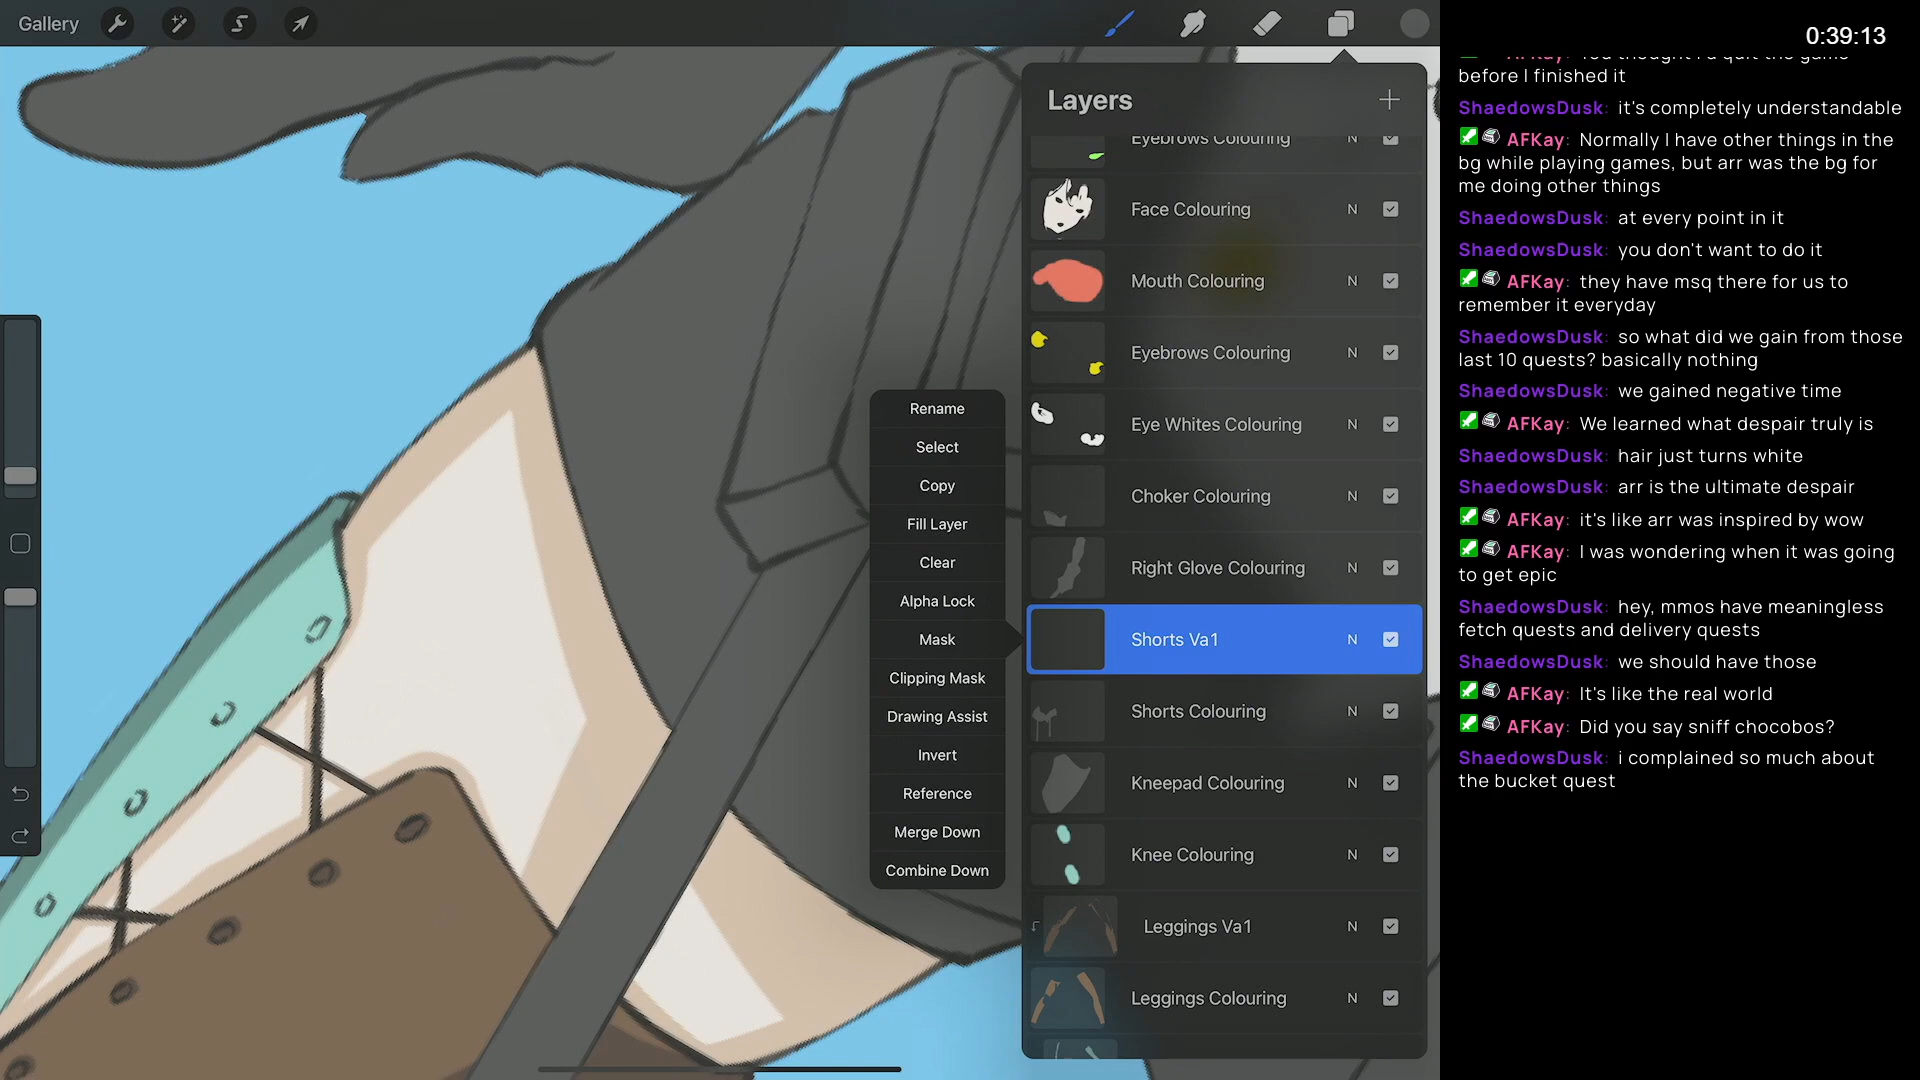 Gallery
Layers
Eyebrows Colouring N
Face Colouring N
Mouth Colouring N
Eyebrows Colouring N
Eye Whites Colouring N
Choker Colouring N
Right Glove Colouring N
Shorts Va1 N
Shorts Colouring N
Kneepad Colouring N
Knee Colouring N
Leggings Va1 N
Leggings Colouring N
Rename
Select
Copy
Fill Layer
Clear
Alpha Lock
Mask
Clipping Mask
Drawing Assist
Invert
Reference
Merge Down
Combine Down
0:39:13
before I finished it
ShaedowsDusk: it's completely understandable
AFKay: Normally I have other things in the
bg while playing games, but arr was the bg for
me doing other things
ShaedowsDusk: at every point in it
ShaedowsDusk: you don't want to do it
AFKay: they have msq there for us to
remember it everyday
ShaedowsDusk: so what did we gain from those
last 10 quests? basically nothing
ShaedowsDusk: we gained negative time
AFKay: We learned what despair truly is
ShaedowsDusk: hair just turns white
ShaedowsDusk: arr is the ultimate despair
AFKay: it's like arr was inspired by wow
AFKay: I was wondering when it was going
to get epic
ShaedowsDusk: hey, mmos have meaningless
fetch quests and delivery quests
ShaedowsDusk: we should have those
AFKay: It's like the real world
AFKay: Did you say sniff chocobos?
ShaedowsDusk: i complained so much about
the bucket quest